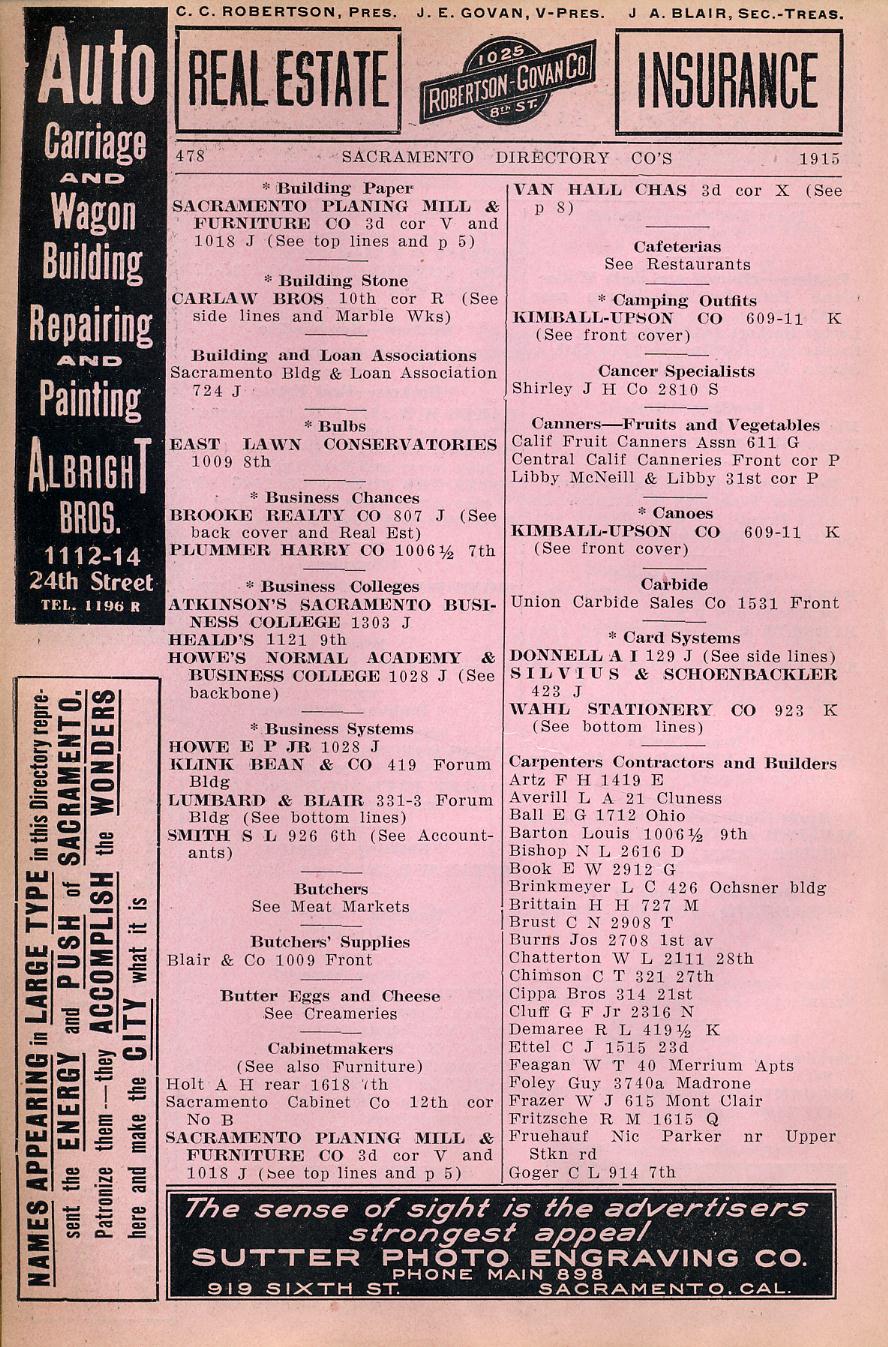 C. C. ROBERTSON, PRES. J. E. GOVAN, V-PRES. J A. BLAIR, SEC.-TREAS.
REAL ESTATE
1025
ROBERTSON-GOVAN CO.
8th ST.
INSURANCE
Auto
Carriage
AND
Wagon
Building
Repairing
AND
Painting
ALBRIGHT
BROS.
1112-14
24th Street
TEL. 1196 R
NAMES APPEARING in LARGE TYPE in this Directory repre-
sent the ENERGY and PUSH of SACRAMENTO.
Patronize them -- they ACCOMPLISH the WONDERS
here and make the CITY what it is
478 SACRAMENTO DIRECTORY CO'S 1915
* Building Paper
SACRAMENTO PLANING MILL &
FURNITURE CO 3d cor V and
1018 J (See top lines and p 5)
* Building Stone
CARLAW BROS 10th cor R (See
side lines and Marble Wks)
Building and Loan Associations
Sacramento Bldg & Loan Association
724 J
* Bulbs
EAST LAWN CONSERVATORIES
1009 8th
* Business Chances
BROOKE REALTY CO 807 J (See
back cover and Real Est)
PLUMMER HARRY CO 1006½ 7th
* Business Colleges
ATKINSON'S SACRAMENTO BUSI-
NESS COLLEGE 1303 J
HEALD'S 1121 9th
HOWE'S NORMAL ACADEMY &
BUSINESS COLLEGE 1028 J (See
backbone)
* Business Systems
HOWE E P JR 1028 J
KLINK BEAN & CO 419 Forum
Bldg
LUMBARD & BLAIR 331-3 Forum
Bldg (See bottom lines)
SMITH S L 926 6th (See Account-
ants)
Butchers
See Meat Markets
Butchers' Supplies
Blair & Co 1009 Front
Butter Eggs and Cheese
See Creameries
Cabinetmakers
(See also Furniture)
Holt A H rear 1618 7th
Sacramento Cabinet Co 12th cor
No B
SACRAMENTO PLANING MILL &
FURNITURE CO 3d cor V and
1018 J (See top lines and p 5)
VAN HALL CHAS 3d cor X (See
p 8)
Cafeterias
See Restaurants
* Camping Outfits
KIMBALL-UPSON CO 609-11 K
(See front cover)
Cancer Specialists
Shirley J H Co 2810 S
Canners—Fruits and Vegetables
Calif Fruit Canners Assn 611 G
Central Calif Canneries Front cor P
Libby McNeill & Libby 31st cor P
* Canoes
KIMBALL-UPSON CO 609-11 K
(See front cover)
Carbide
Union Carbide Sales Co 1531 Front
* Card Systems
DONNELL A I 129 J (See side lines)
SILVIUS & SCHOENBACKLER
423 J
WAHL STATIONERY CO 923 K
(See bottom lines)
Carpenters Contractors and Builders
Artz F H 1419 E
Averill L A 21 Cluness
Ball E G 1712 Ohio
Barton Louis 1006½ 9th
Bishop N L 2616 D
Book E W 2912 G
Brinkmeyer L C 426 Ochsner bldg
Brittain H H 727 M
Brust C N 2908 T
Burns Jos 2708 1st av
Chatterton W L 2111 28th
Chimson C T 321 27th
Cippa Bros 314 21st
Cluff G F Jr 2316 N
Demaree R L 419½ K
Ettel C J 1515 23d
Feagan W T 40 Merrium Apts
Foley Guy 3740a Madrone
Frazer W J 615 Mont Clair
Fritzsche R M 1615 Q
Fruehauf Nic Parker nr Upper
Stkn rd
Goger C L 914 7th
The sense of sight is the advertisers
strongest appeal
SUTTER PHOTO ENGRAVING CO.
PHONE MAIN 898
919 SIXTH ST. SACRAMENTO, CAL.